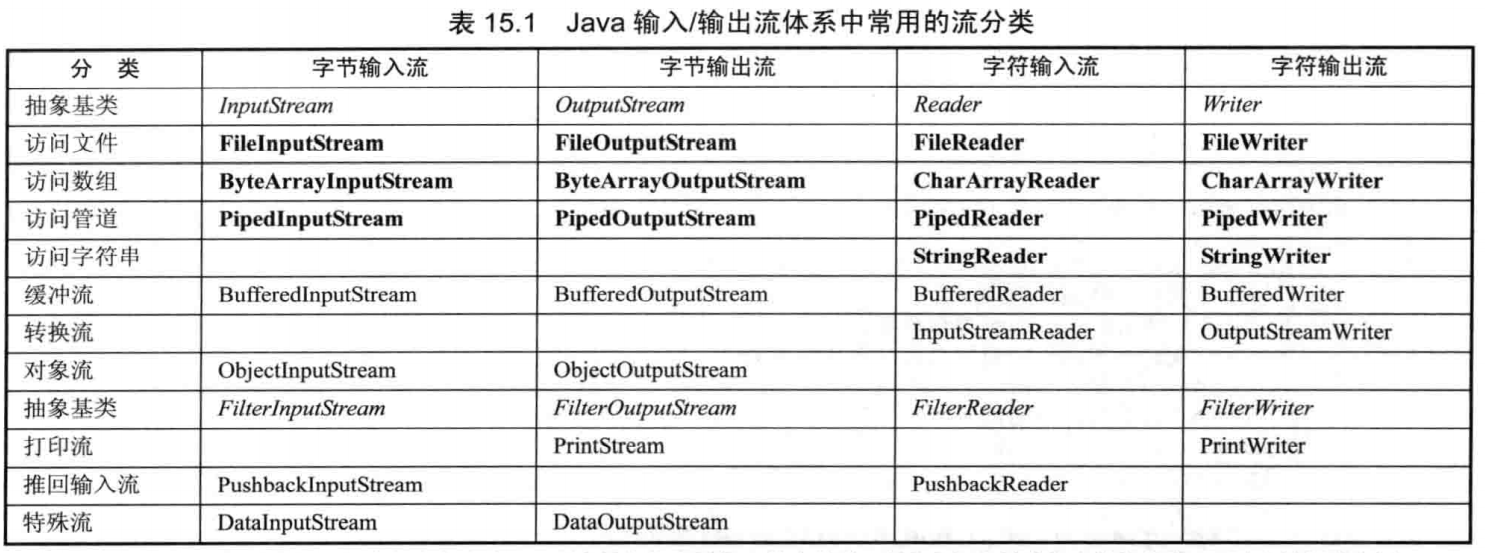 表 15.1 Java 输入/输出流体系中常用的流分类
分 类 字节输入流 字节输出流 字符输入流 字符输出流
抽象基类 InputStream OutputStream Reader Writer
访问文件 FileInputStream FileOutputStream FileReader FileWriter
访问数组 ByteArrayInputStream ByteArrayOutputStream CharArrayReader CharArrayWriter
访问管道 PipedInputStream PipedOutputStream PipedReader PipedWriter
访问字符串 StringReader StringWriter
缓冲流 BufferedInputStream BufferedOutputStream BufferedReader BufferedWriter
转换流 InputStreamReader OutputStreamWriter
对象流 ObjectInputStream ObjectOutputStream
抽象基类 FilterInputStream FilterOutputStream FilterReader FilterWriter
打印流 PrintStream PrintWriter
推回输入流 PushbackInputStream PushbackReader
特殊流 DataInputStream DataOutputStream